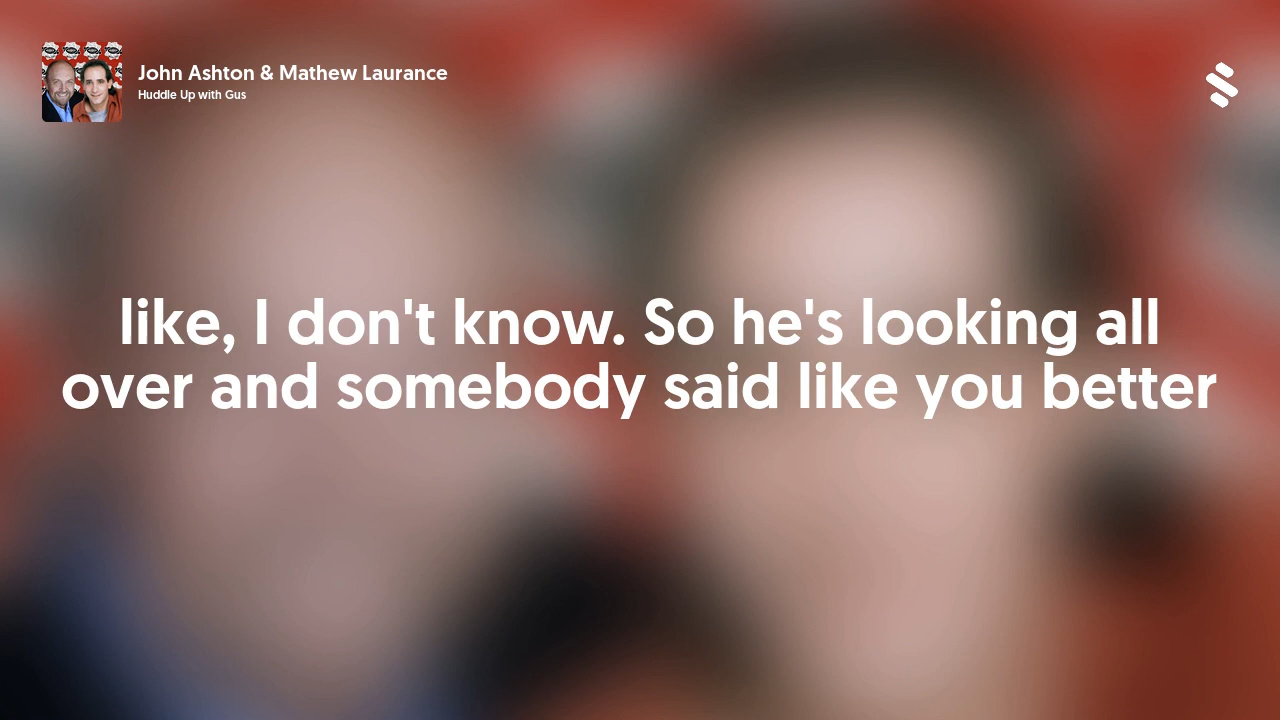 John Ashton & Mathew Laurance
Huddle Up with Gus
like, I don't know. So he's looking all
over and somebody said like you better